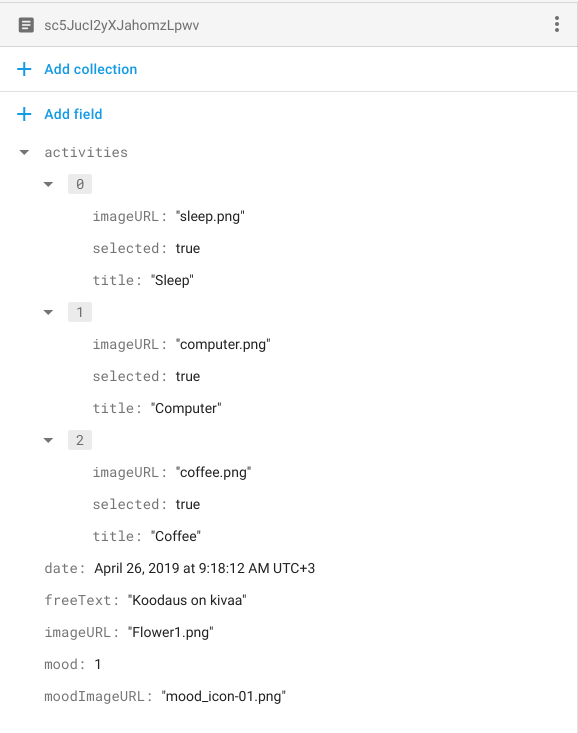 sc5JucI2yXJahomzLpwv
Add collection
Add field
activities
0
imageURL: "sleep.png"
selected: true
title: "Sleep"
1
imageURL: "computer.png"
selected: true
title: "Computer"
2
imageURL: "coffee.png"
selected: true
title: "Coffee"
date: April 26, 2019 at 9:18:12 AM UTC+3
freeText: "Koodaus on kivaa"
imageURL: "Flower1.png"
mood: 1
moodImageURL: "mood_icon-01.png"